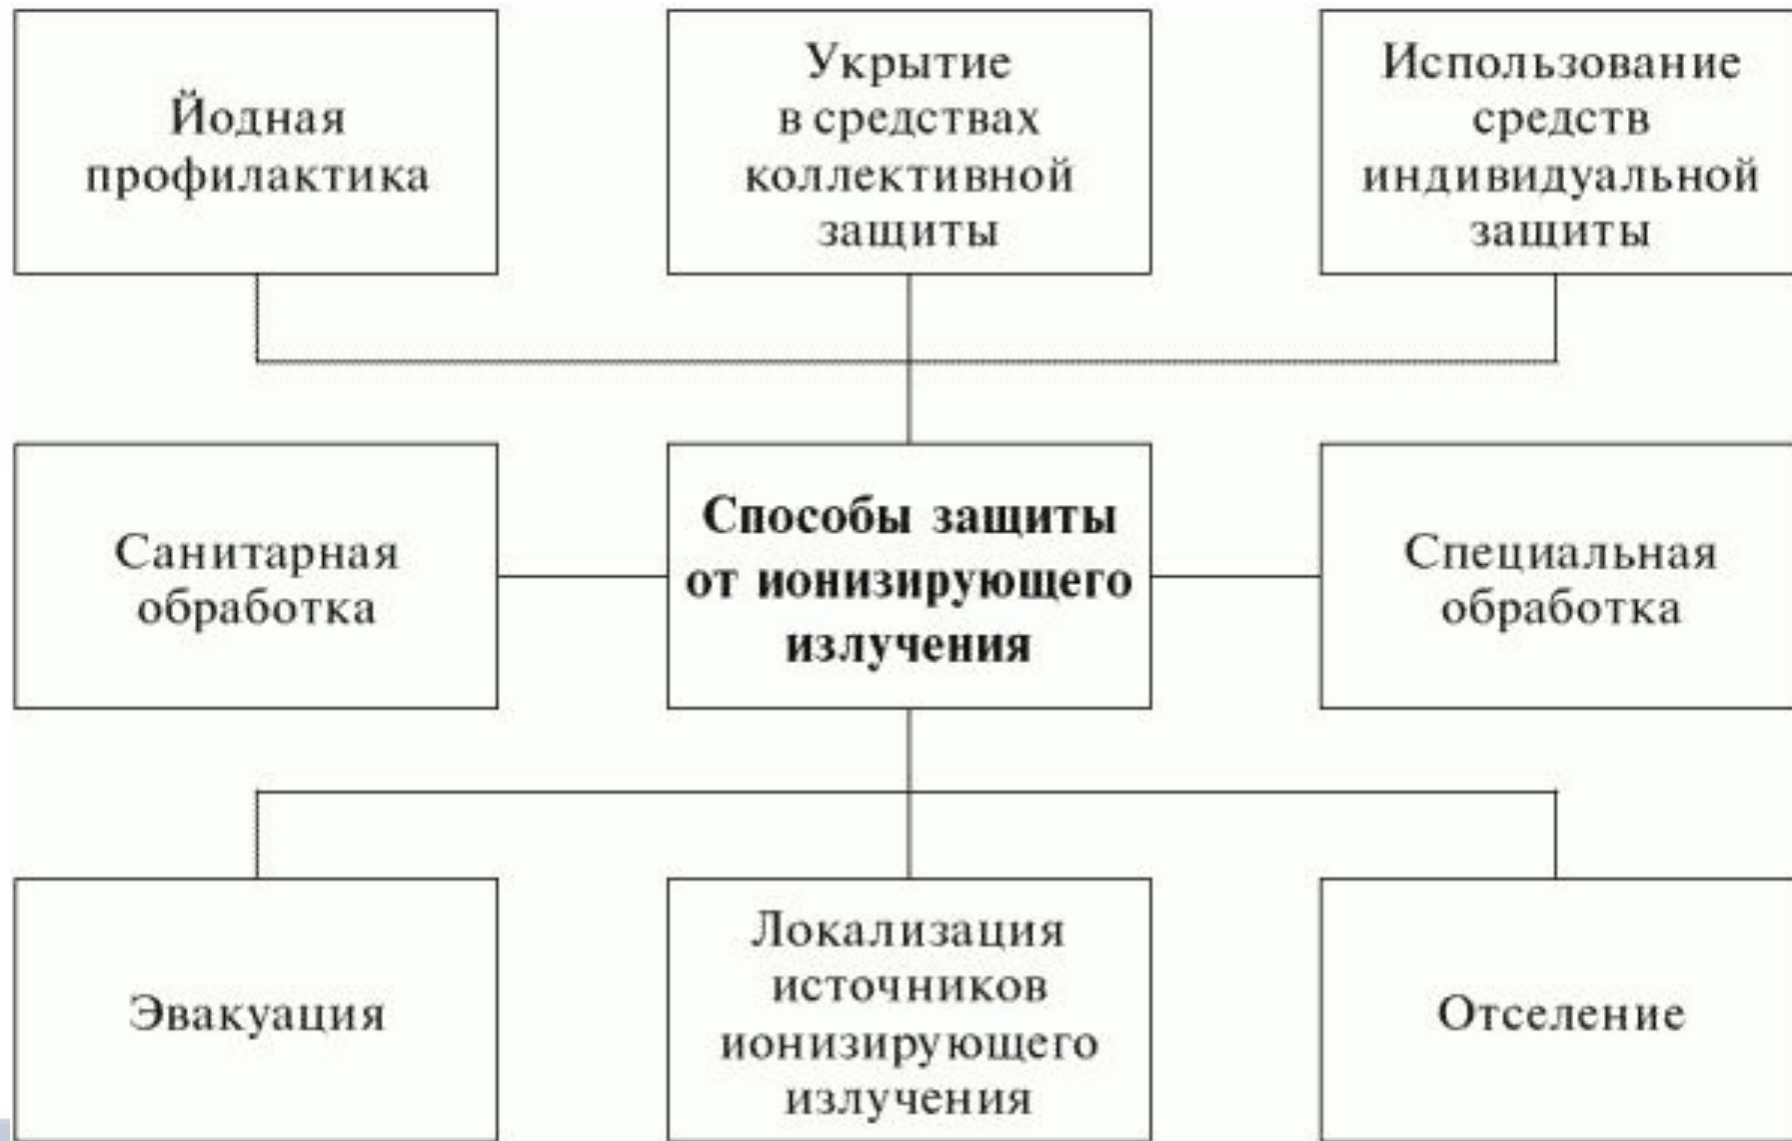 Йодная
профилактика
Укрытие
в средствах
коллективной
защиты
Использование
средств
индивидуальной
защиты
Санитарная
обработка
Способы защиты
от ионизирующего
излучения
Специальная
обработка
Эвакуация
Локализация
источников
ионизирующего
излучения
Отселение